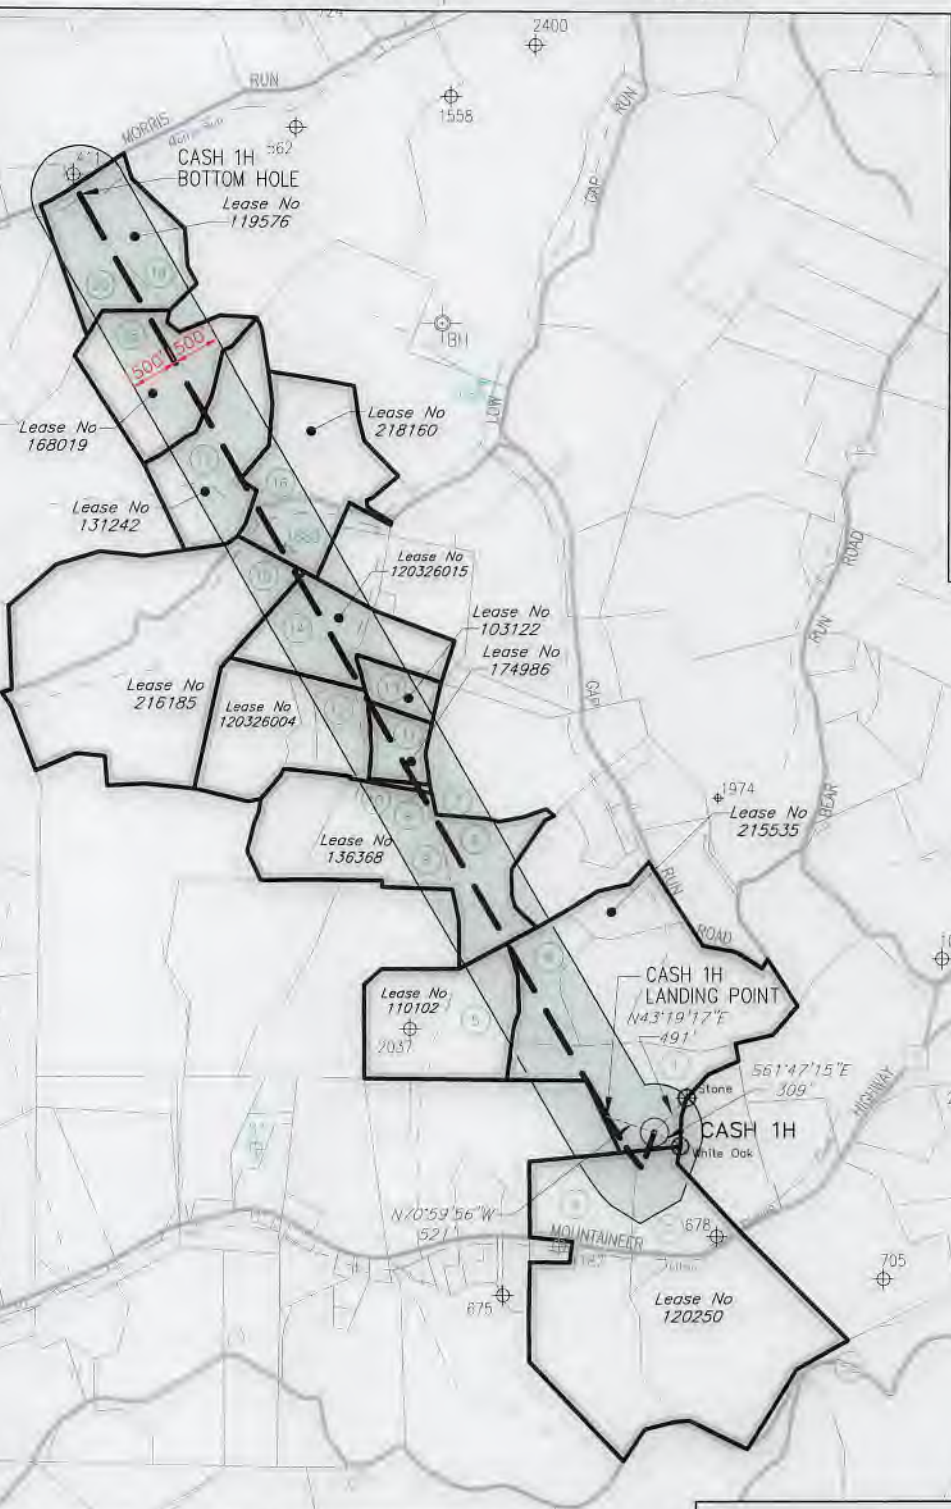 2400
RUN
MORRIS
1558
562
RUN
CASH 1H
BOTTOM HOLE
GAP
Lease No
119576
BH
500' 500'
Lease No
168019
Lease No
218160
LOW
Lease No
131242
16
ROAD
Lease No
120326015
15
Lease No
103122
14
RUN
Lease No
174986
Lease No
216185
Lease No
120326004
GAP
1974
BEAR
Lease No
215535
Lease No
136368
RUN
ROAD
CASH 1H
LANDING POINT
Lease No
110102
N43°19'17"E
491'
5
2037
S61°47'15"E
309'
HIGHWAY
Stone
CASH 1H
White Oak
521'
MOUNTAINEER
678
705
675
Lease No
120250